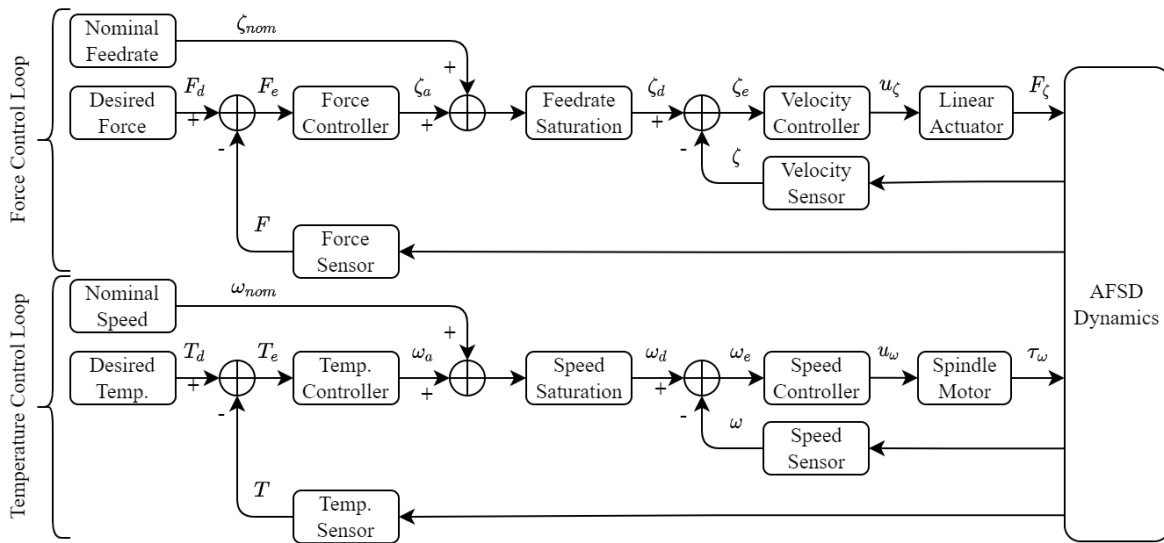 Force Control Loop
Nominal
Feedrate
ζnom
+
Desired
Force
Fd
+
-
Fe
Force
Controller
ζa
+
Feedrate
Saturation
ζd
+
-
ζe
Velocity
Controller
uζ
Linear
Actuator
Fζ
ζ
Velocity
Sensor
F
Force
Sensor
AFSD
Dynamics
Temperature Control Loop
Nominal
Speed
ωnom
+
Desired
Temp.
Td
+
-
Te
Temp.
Controller
ωa
+
Speed
Saturation
ωd
+
-
ωe
Speed
Controller
uω
Spindle
Motor
τω
ω
Speed
Sensor
T
Temp.
Sensor